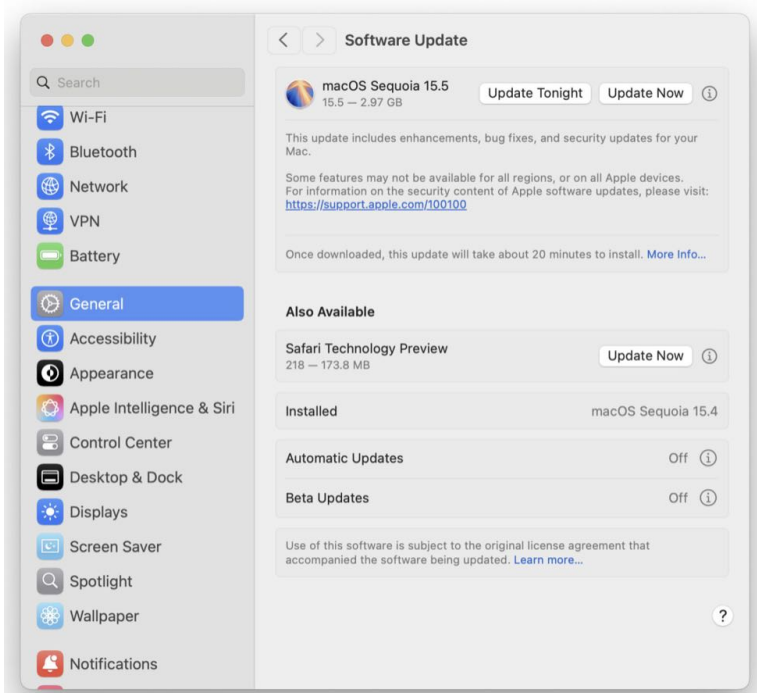 Search
Wi-Fi
Bluetooth
Network
VPN
Battery
General
Accessibility
Appearance
Apple Intelligence & Siri
Control Center
Desktop & Dock
Displays
Screen Saver
Spotlight
Wallpaper
Notifications
Software Update
macOS Sequoia 15.5
15.5 — 2.97 GB
Update Tonight
Update Now
This update includes enhancements, bug fixes, and security updates for your
Mac.
Some features may not be available for all regions, or on all Apple devices.
For information on the security content of Apple software updates, please visit:
https://support.apple.com/100100
Once downloaded, this update will take about 20 minutes to install. More Info...
Also Available
Safari Technology Preview
218 — 173.8 MB
Update Now
Installed
macOS Sequoia 15.4
Automatic Updates
Off
Beta Updates
Off
Use of this software is subject to the original license agreement that
accompanied the software being updated. Learn more...
?